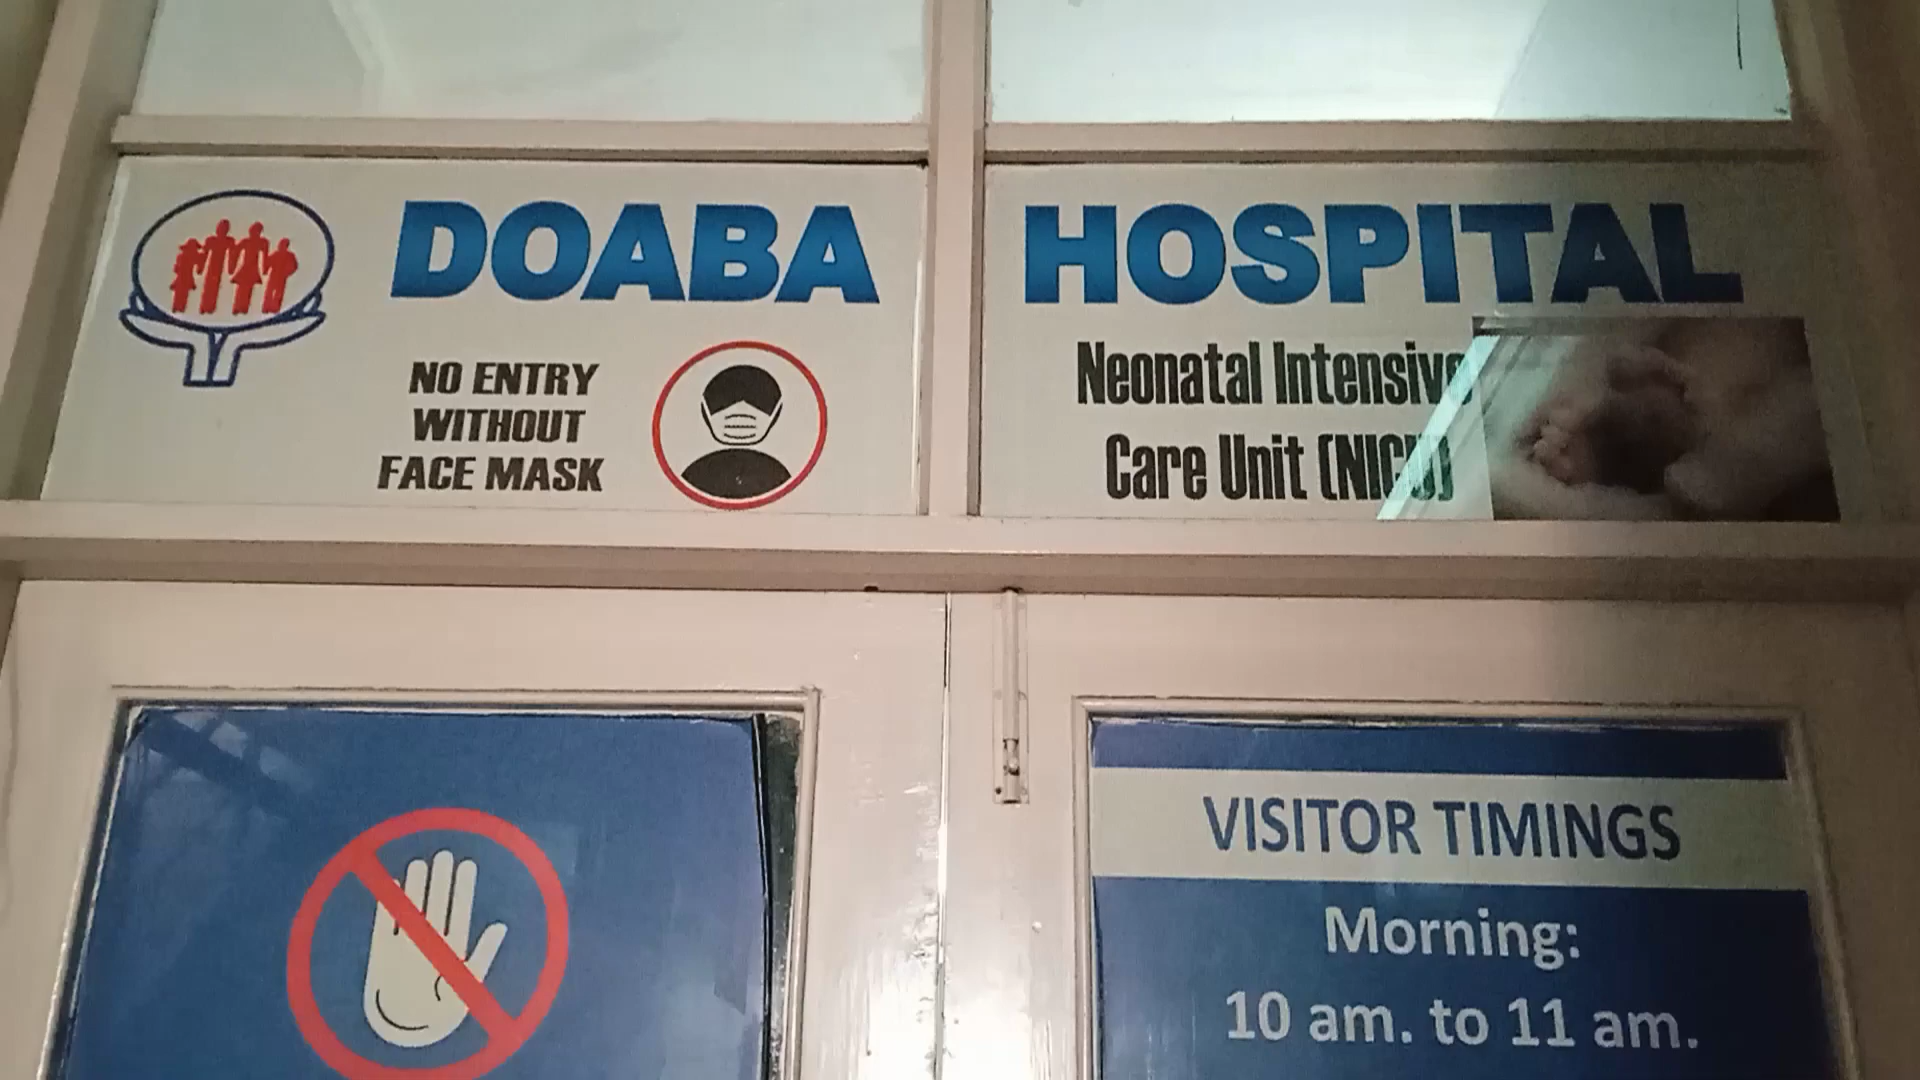 DOABA HOSPITAL
NO ENTRY
WITHOUT
FACE MASK
Neonatal Intensive
Care Unit (NICU)
VISITOR TIMINGS
Morning:
10 am. to 11 am.